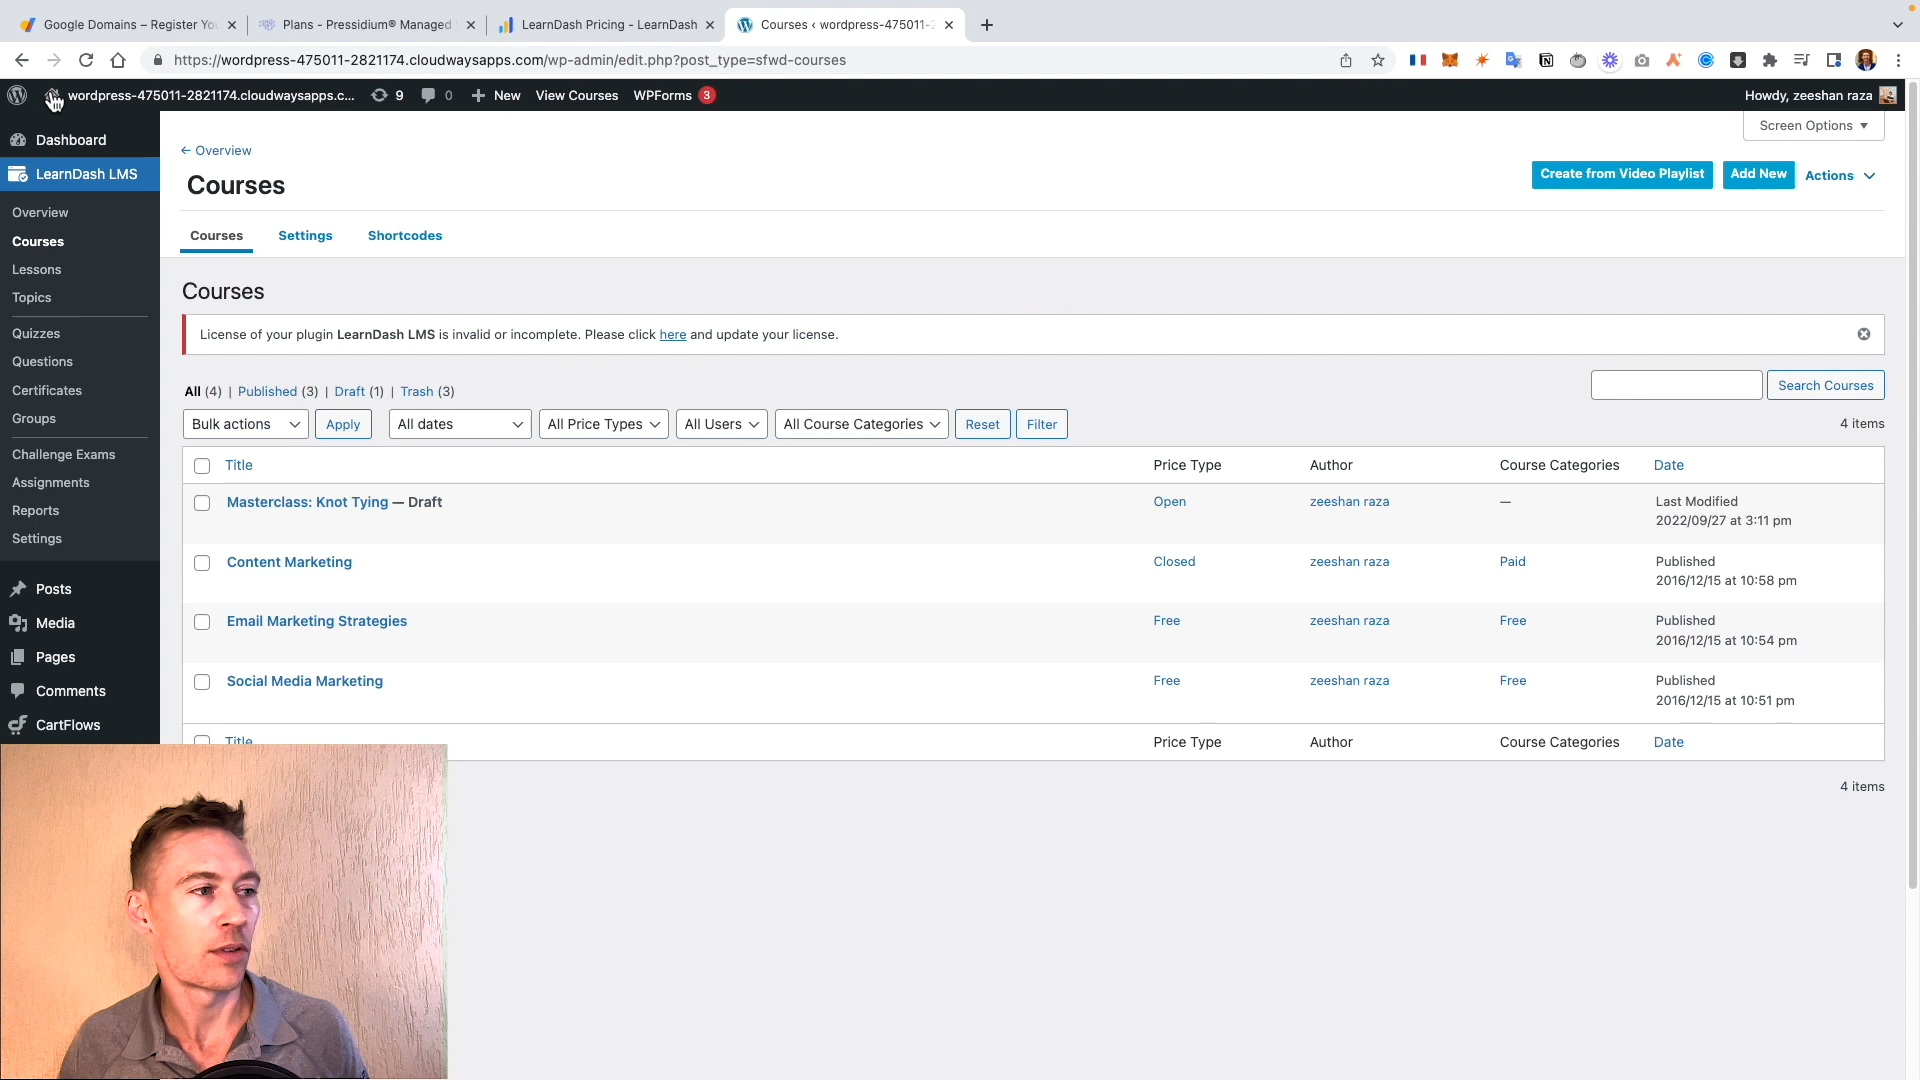 Google Domains – Register Yo
Plans - Pressidium® Managed
LearnDash Pricing - LearnDash
Courses ‹ wordpress-475011-2
https://wordpress-475011-2821174.cloudwaysapps.com/wp-admin/edit.php?post_type=sfwd-courses
wordpress-475011-2821174.cloudwaysapps.c... 9 0 New View Courses WPForms 3 Howdy, zeeshan raza
Screen Options
Dashboard
LearnDash LMS
Overview
Courses
Lessons
Topics
Quizzes
Questions
Certificates
Groups
Challenge Exams
Assignments
Reports
Settings
Posts
Media
Pages
Comments
CartFlows
← Overview
Courses
Create from Video Playlist Add New Actions
Courses Settings Shortcodes
Courses
License of your plugin LearnDash LMS is invalid or incomplete. Please click here and update your license.
All (4) | Published (3) | Draft (1) | Trash (3)
Search Courses
Bulk actions Apply All dates All Price Types All Users All Course Categories Reset Filter 4 items
Title Price Type Author Course Categories Date
Masterclass: Knot Tying — Draft Open zeeshan raza — Last Modified
2022/09/27 at 3:11 pm
Content Marketing Closed zeeshan raza Paid Published
2016/12/15 at 10:58 pm
Email Marketing Strategies Free zeeshan raza Free Published
2016/12/15 at 10:54 pm
Social Media Marketing Free zeeshan raza Free Published
2016/12/15 at 10:51 pm
Title Price Type Author Course Categories Date
4 items